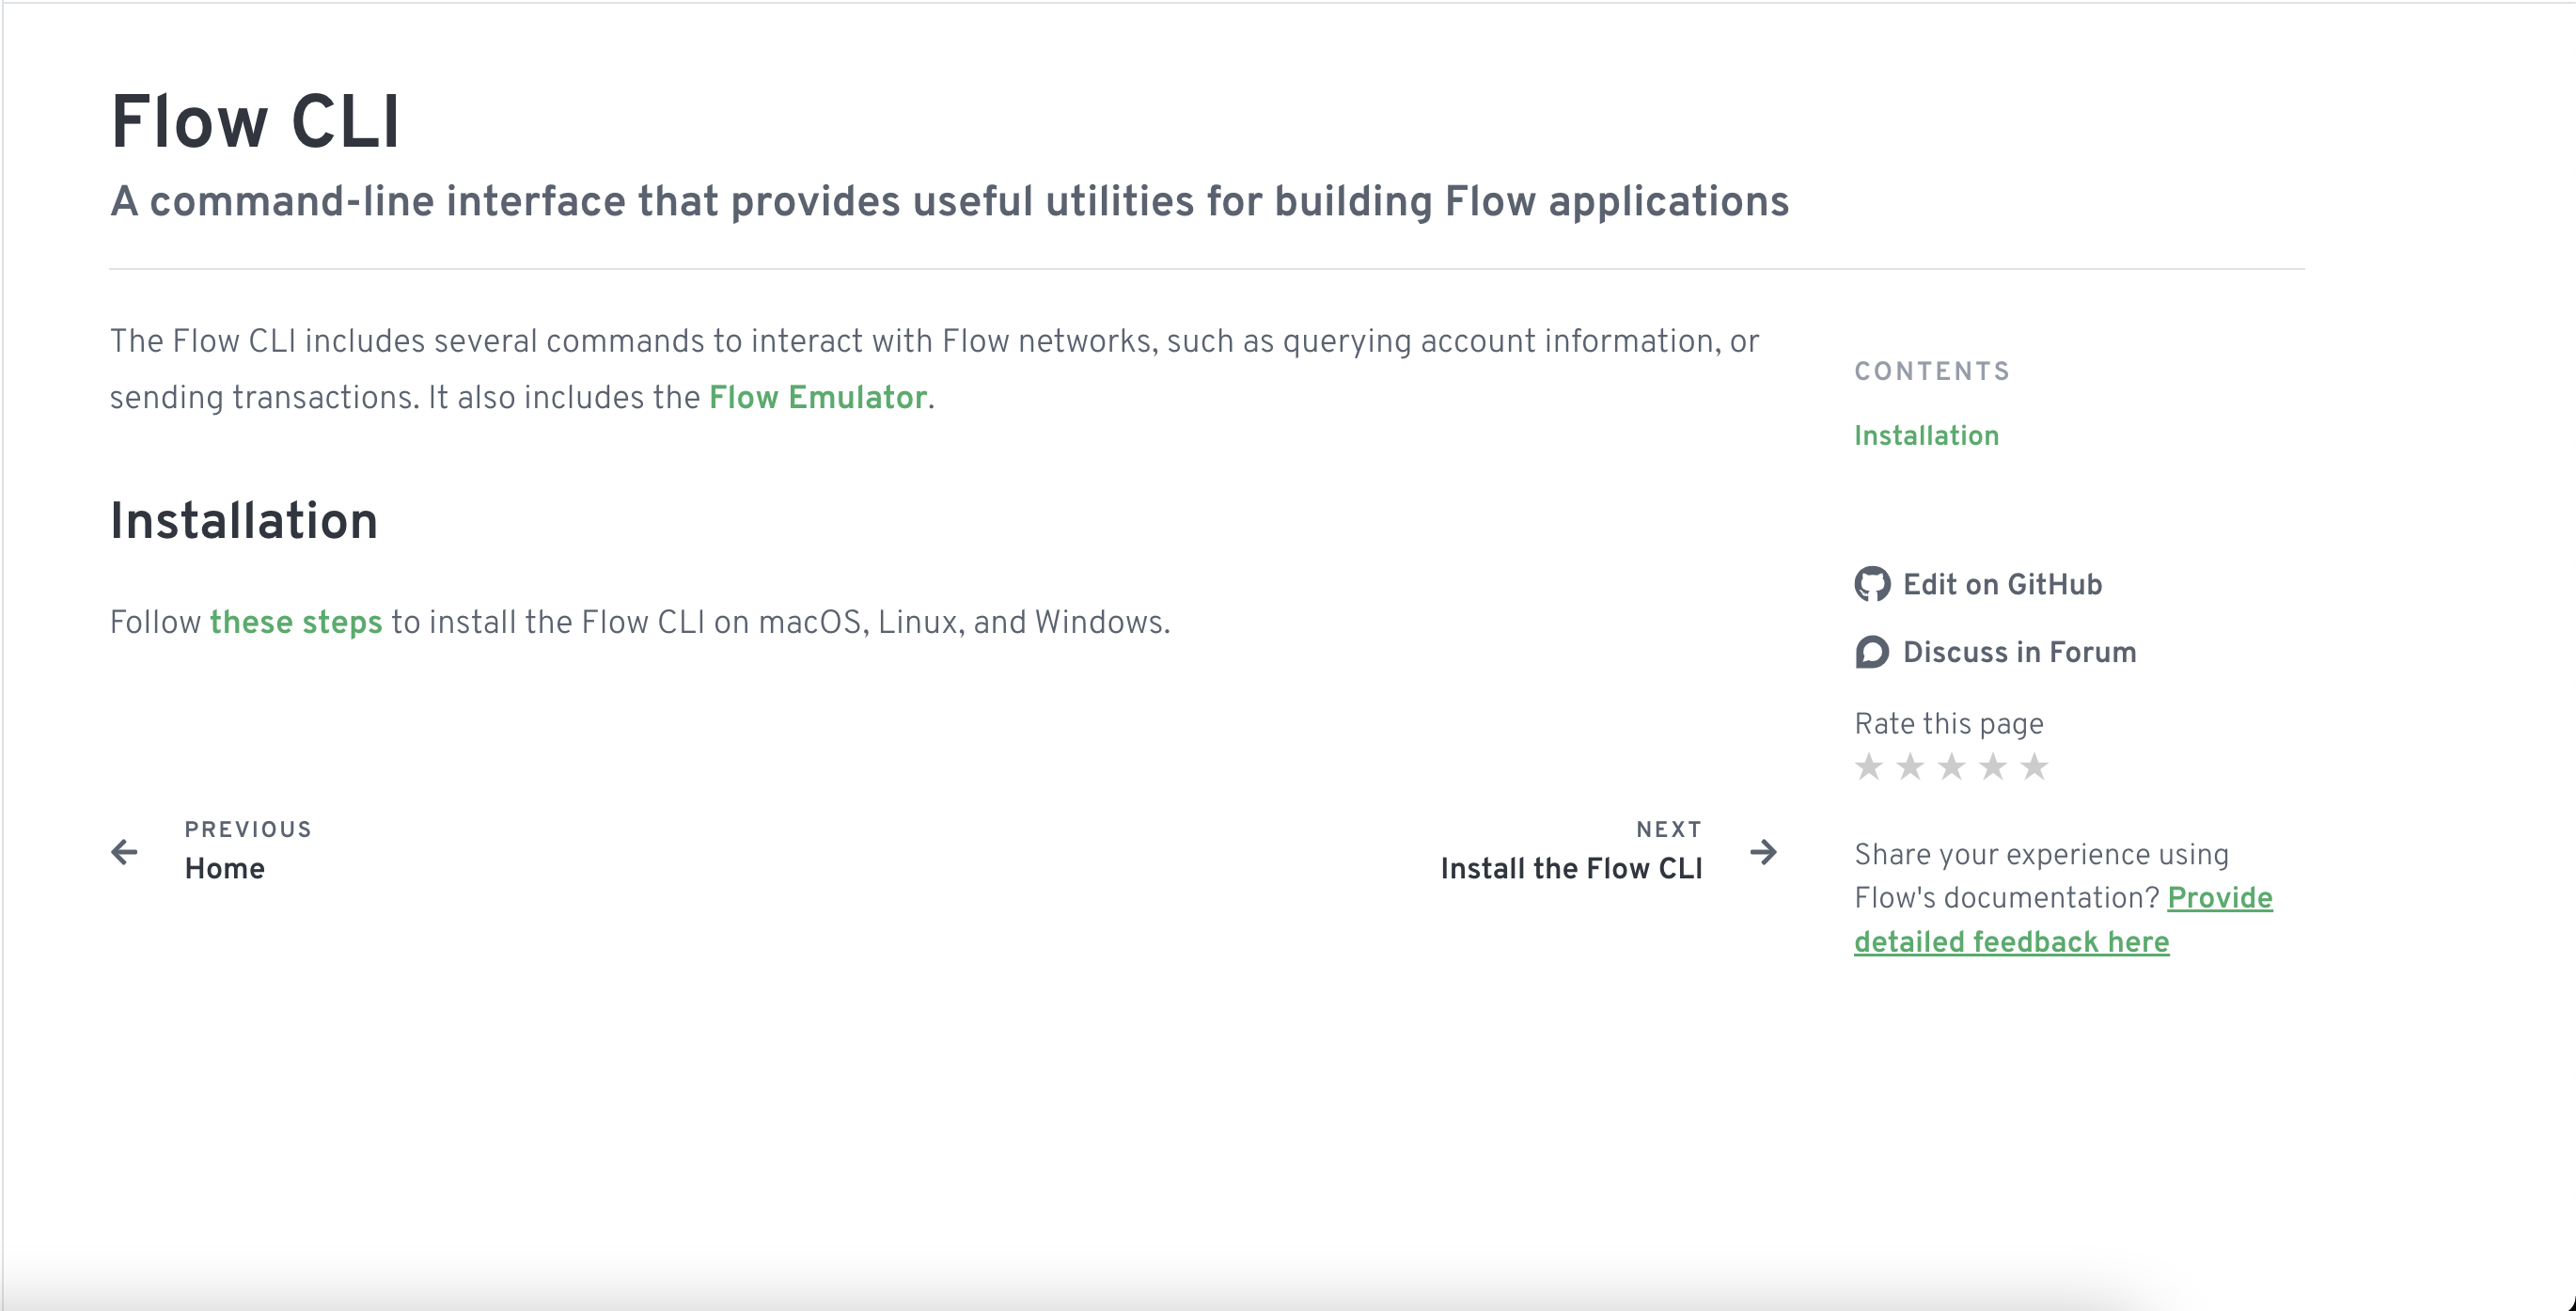 Flow CLI
A command-line interface that provides useful utilities for building Flow applications
The Flow CLI includes several commands to interact with Flow networks, such as querying account information, or
sending transactions. It also includes the Flow Emulator.
Installation
Follow these steps to install the Flow CLI on macOS, Linux, and Windows.
PREVIOUS
Home
NEXT
Install the Flow CLI
CONTENTS
Installation
Edit on GitHub
Discuss in Forum
Rate this page
Share your experience using
Flow's documentation? Provide
detailed feedback here